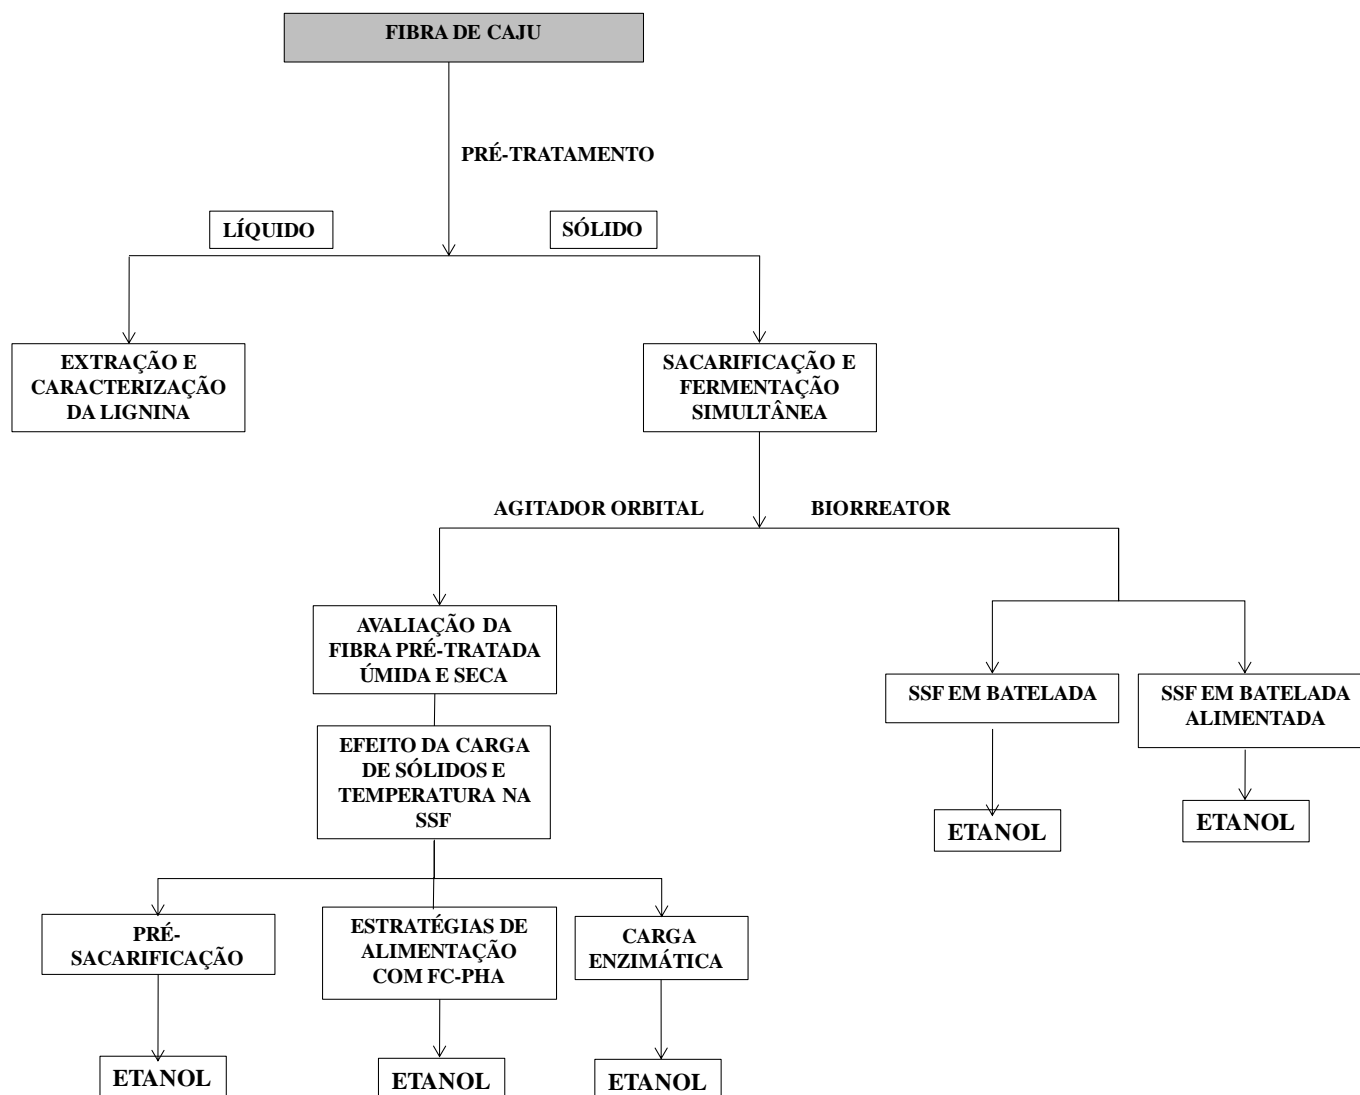 FIBRA DE CAJU
PRÉ-TRATAMENTO
LÍQUIDO
SÓLIDO
EXTRAÇÃO E
CARACTERIZAÇÃO
DA LIGNINA
SACARIFICAÇÃO E
FERMENTAÇÃO
SIMULTÂNEA
AGITADOR ORBITAL
BIORREATOR
AVALIAÇÃO DA
FIBRA PRÉ-TRATADA
ÚMIDA E SECA
SSF EM BATELADA
SSF EM BATELADA
ALIMENTADA
EFEITO DA CARGA
DE SÓLIDOS E
TEMPERATURA NA
SSF
ETANOL
ETANOL
PRÉ-
SACARIFICAÇÃO
ESTRATÉGIAS DE
ALIMENTAÇÃO
COM FC-PHA
CARGA
ENZIMÁTICA
ETANOL
ETANOL
ETANOL